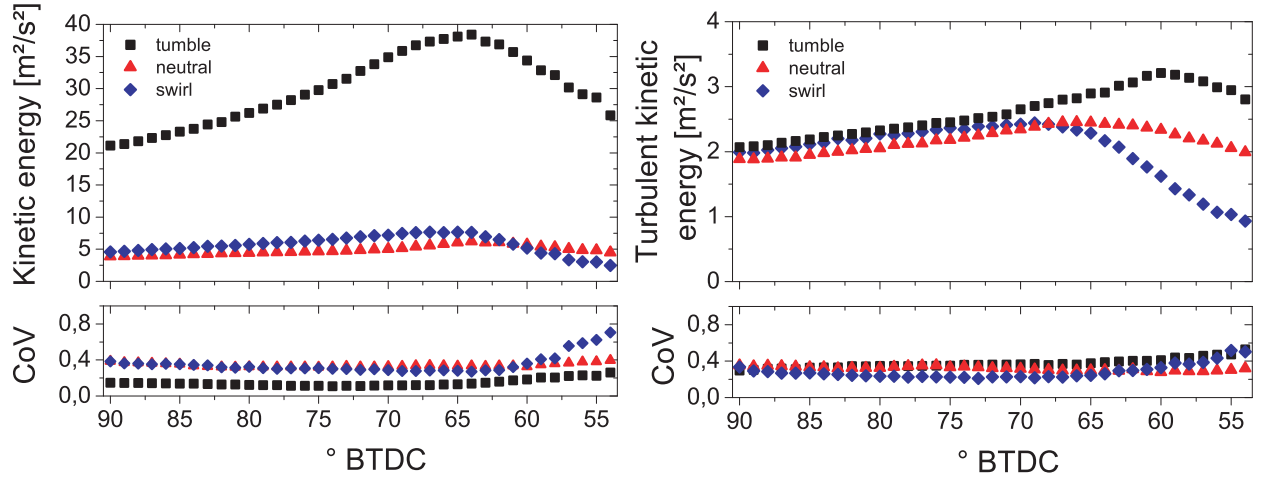 Kinetic energy [m²/s²]
40
35
30
25
20
15
10
5
0
tumble
neutral
swirl
CoV
0,8
0,4
0,0
90 85 80 75 70 65 60 55
° BTDC
Turbulent kinetic
energy [m²/s²]
4
3
2
1
0
tumble
neutral
swirl
CoV
0,8
0,4
0,0
90 85 80 75 70 65 60 55
° BTDC